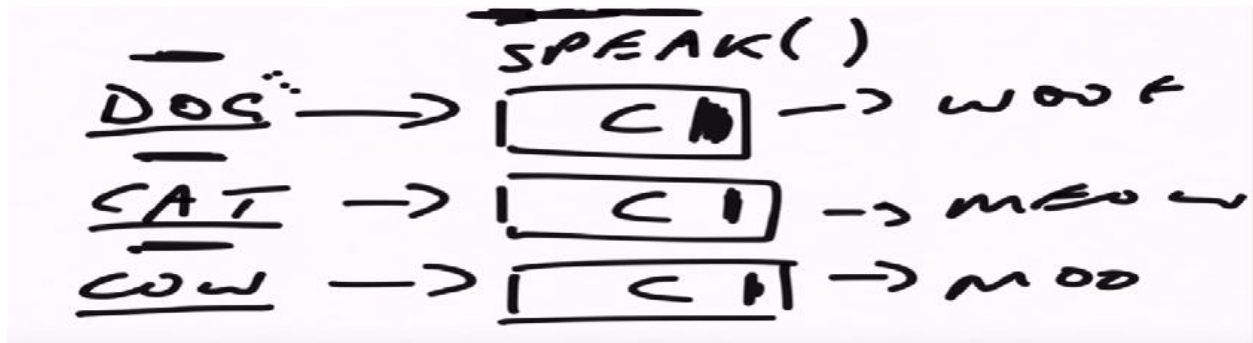 SPEAK()
DOG → C → WOOF
CAT → C → MEOW
COW → C → MOO